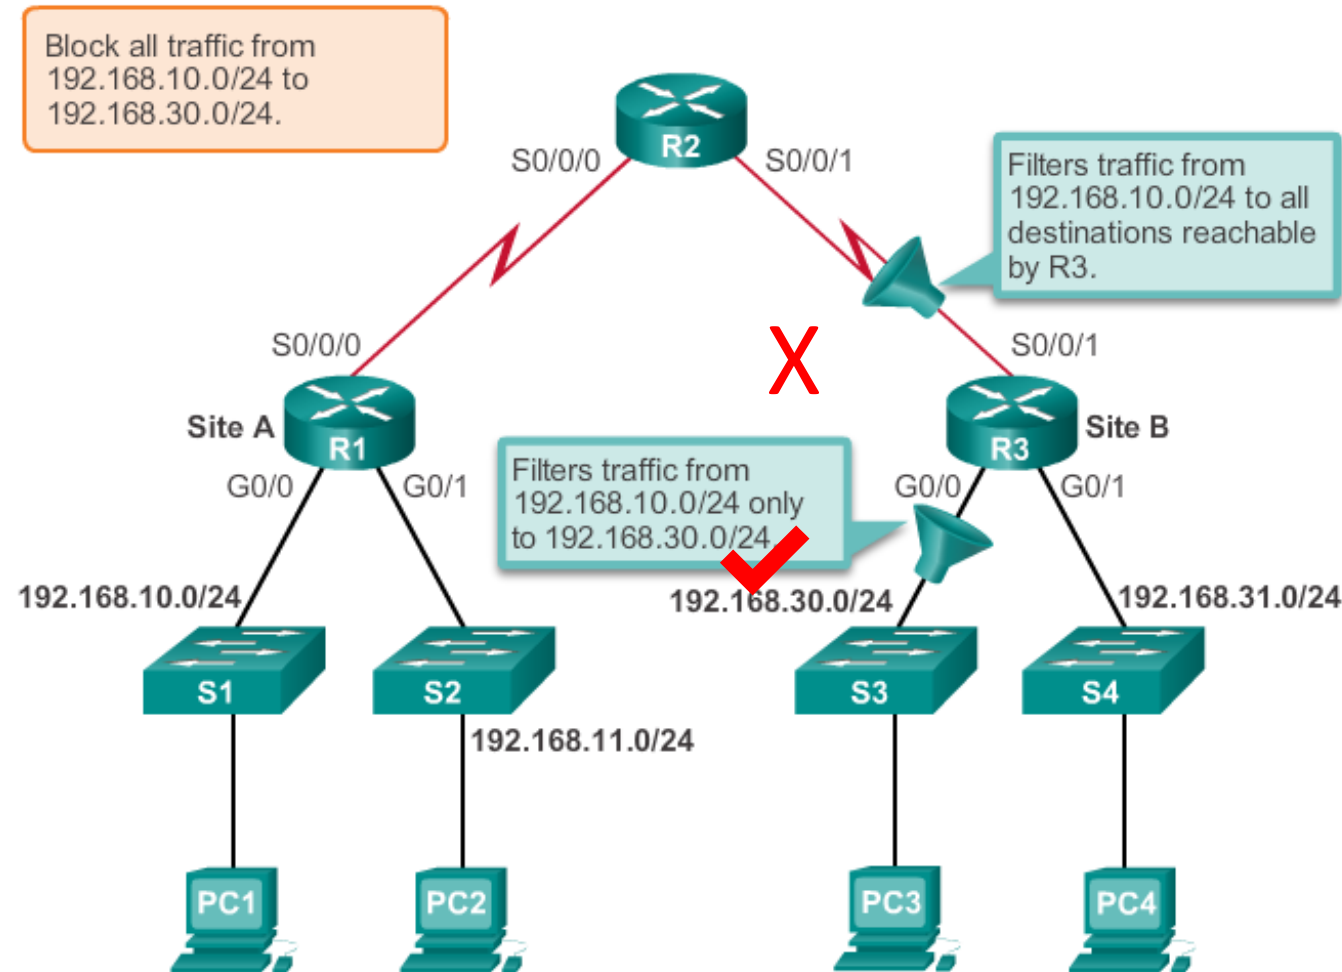 Block all traffic from
192.168.10.0/24 to
192.168.30.0/24.
R2
S0/0/0
S0/0/1
Filters traffic from
192.168.10.0/24 to all
destinations reachable
by R3.
S0/0/0
S0/0/1
X
Site A
R1
R3
Site B
G0/0
G0/1
Filters traffic from
192.168.10.0/24 only
to 192.168.30.0/24.
G0/0
G0/1
192.168.10.0/24
192.168.30.0/24
192.168.31.0/24
S1
S2
S3
S4
192.168.11.0/24
PC1
PC2
PC3
PC4